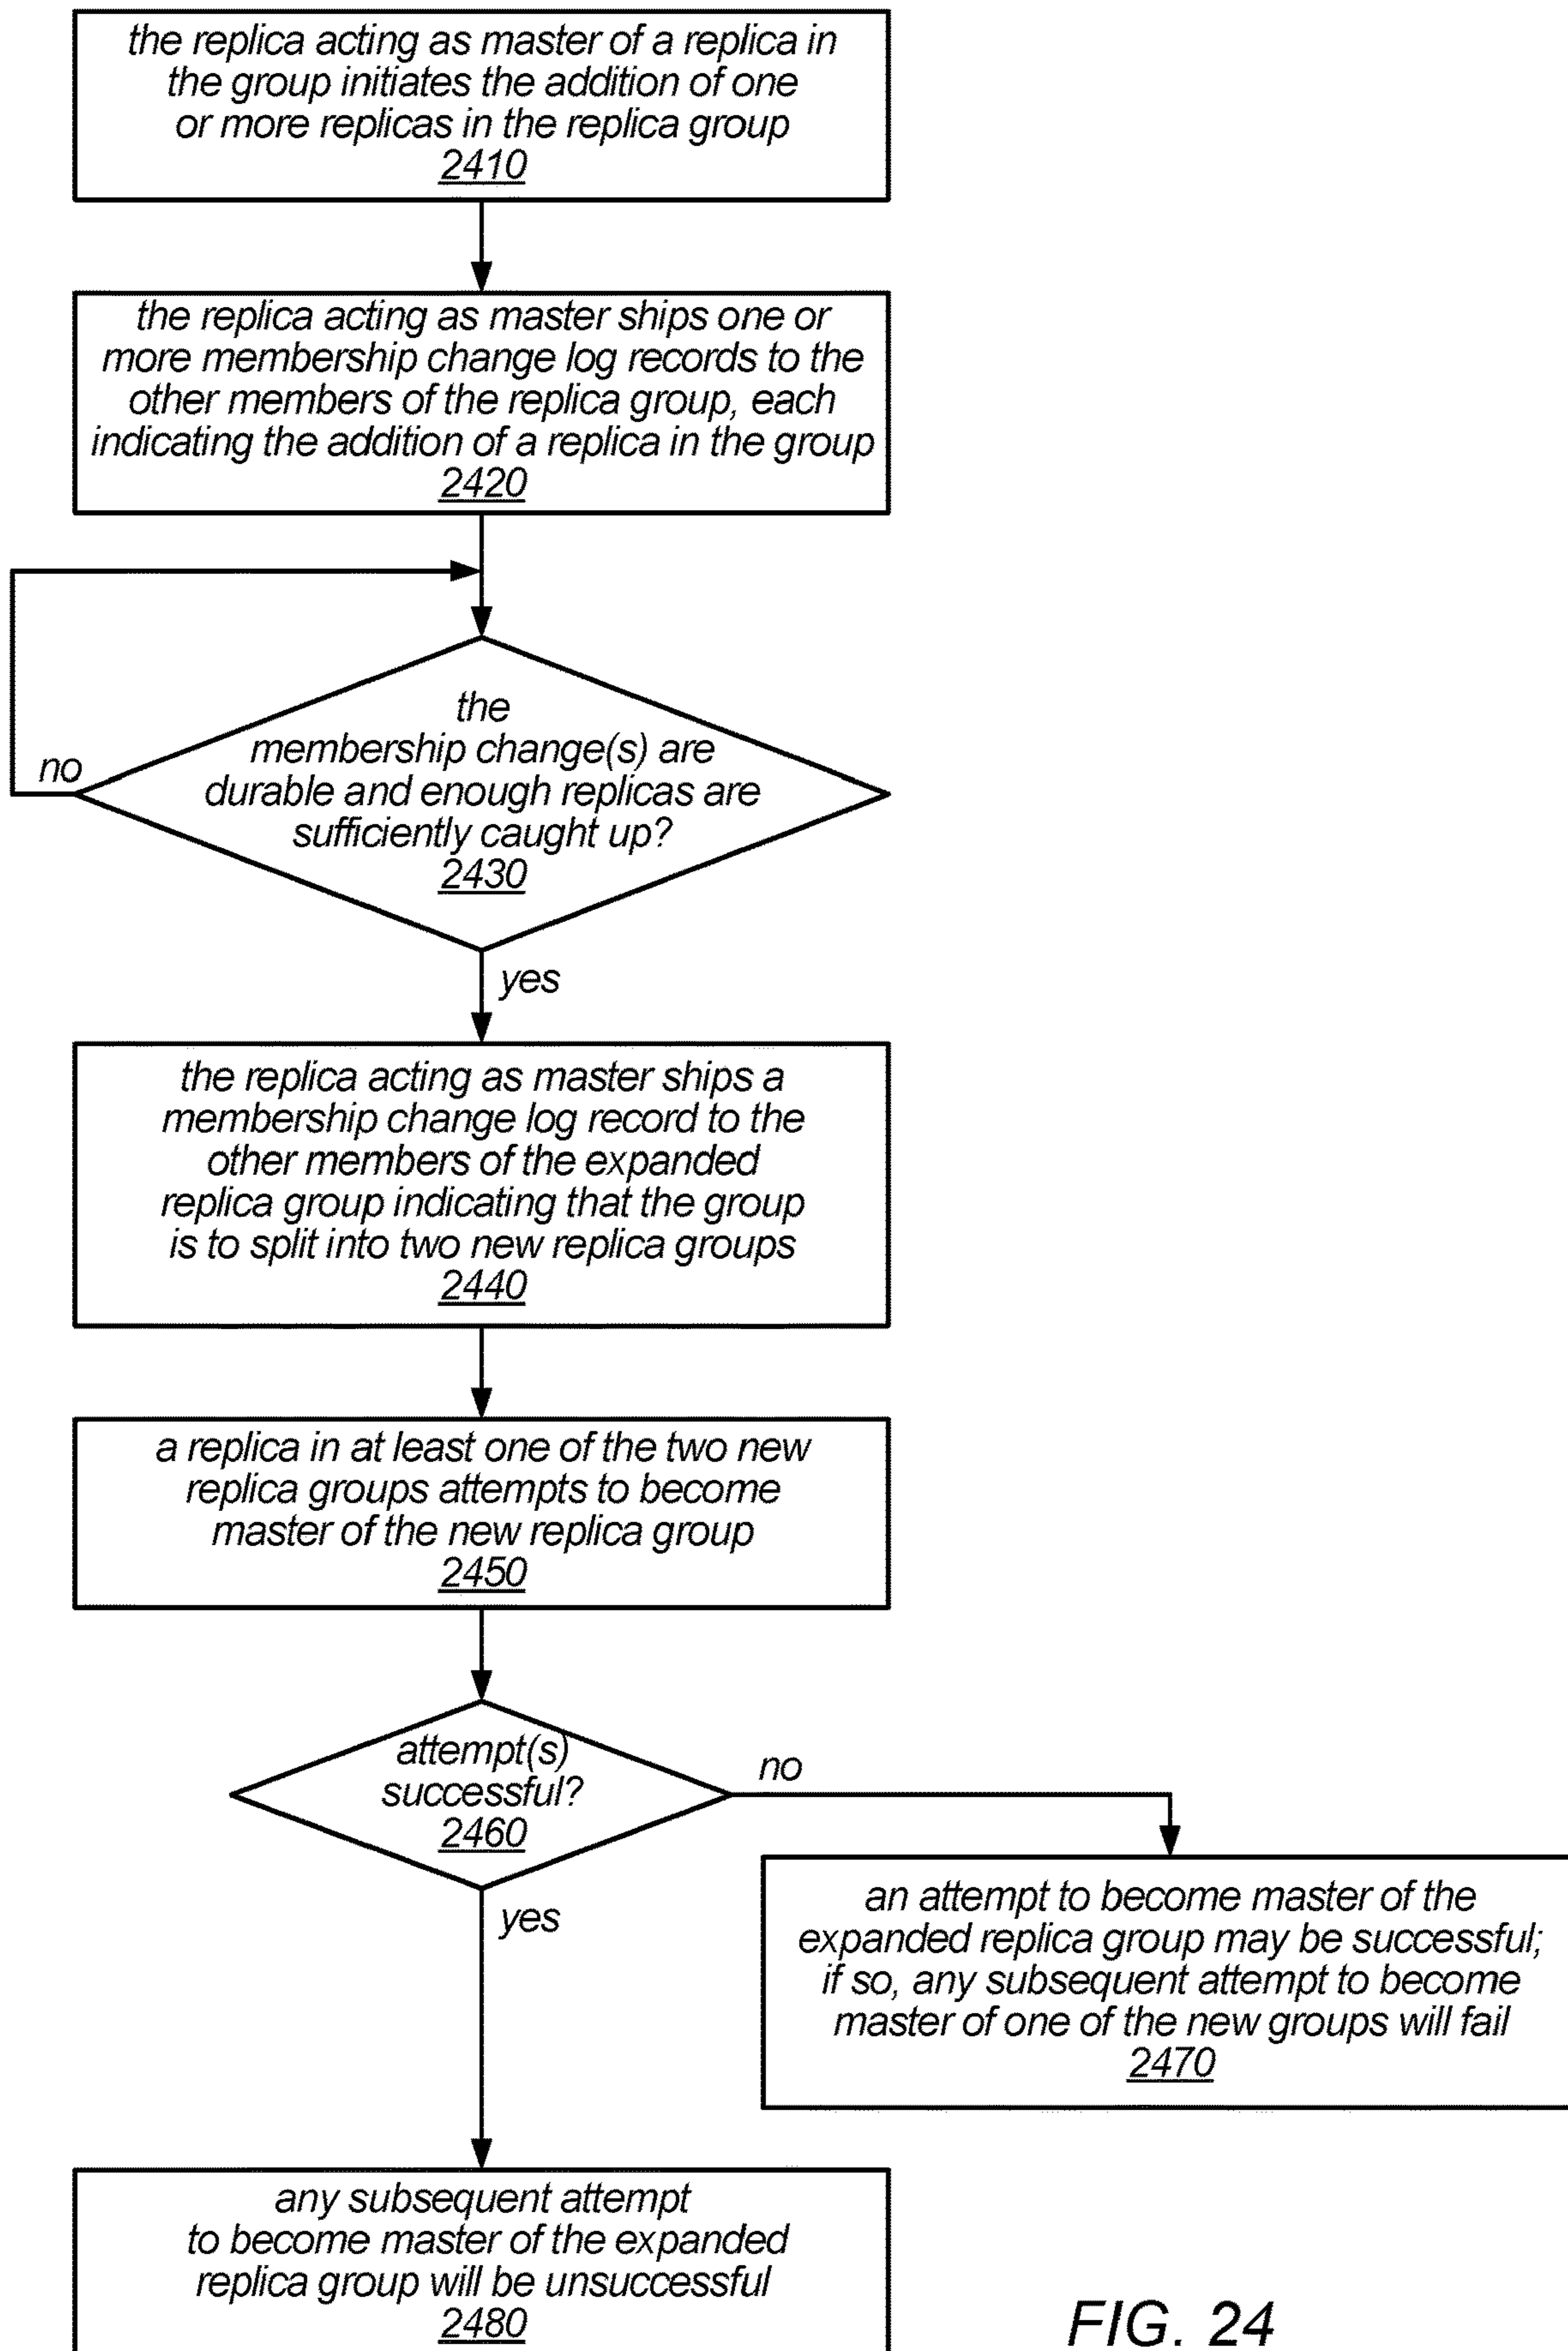 the replica acting as master of a replica in
the group initiates the addition of one
or more replicas in the replica group
2410
the replica acting as master ships one or
more membership change log records to the
other members of the replica group, each
indicating the addition of a replica in the group
2420
the
membership change(s) are
durable and enough replicas are
sufficiently caught up?
2430
no
yes
the replica acting as master ships a
membership change log record to the
other members of the expanded
replica group indicating that the group
is to split into two new replica groups
2440
a replica in at least one of the two new
replica groups attempts to become
master of the new replica group
2450
attempt(s)
successful?
2460
no
yes
an attempt to become master of the
expanded replica group may be successful;
if so, any subsequent attempt to become
master of one of the new groups will fail
2470
any subsequent attempt
to become master of the expanded
replica group will be unsuccessful
2480
FIG. 24